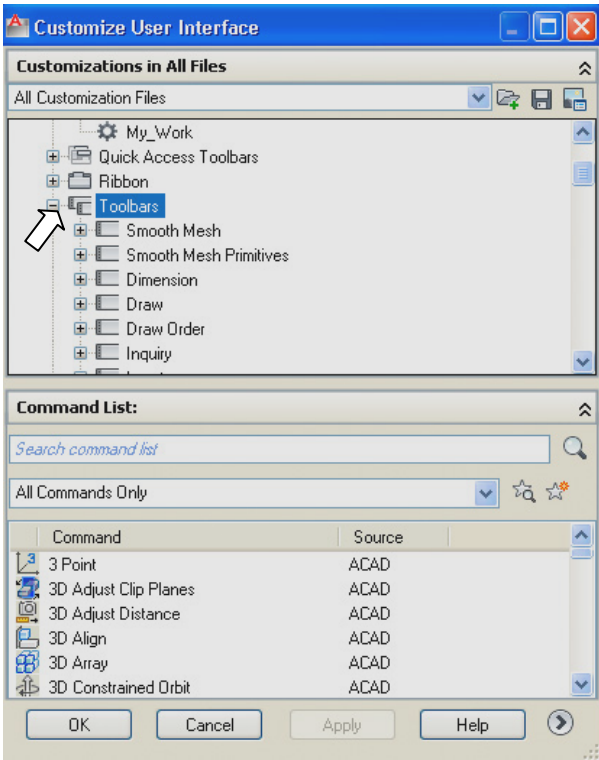 Customize User Interface
Customizations in All Files
All Customization Files
My_Work
Quick Access Toolbars
Ribbon
Toolbars
Smooth Mesh
Smooth Mesh Primitives
Dimension
Draw
Draw Order
Inquiry
Command List:
Search command list
All Commands Only
Command Source
3 Point ACAD
3D Adjust Clip Planes ACAD
3D Adjust Distance ACAD
3D Align ACAD
3D Array ACAD
3D Constrained Orbit ACAD
OK Cancel Apply Help